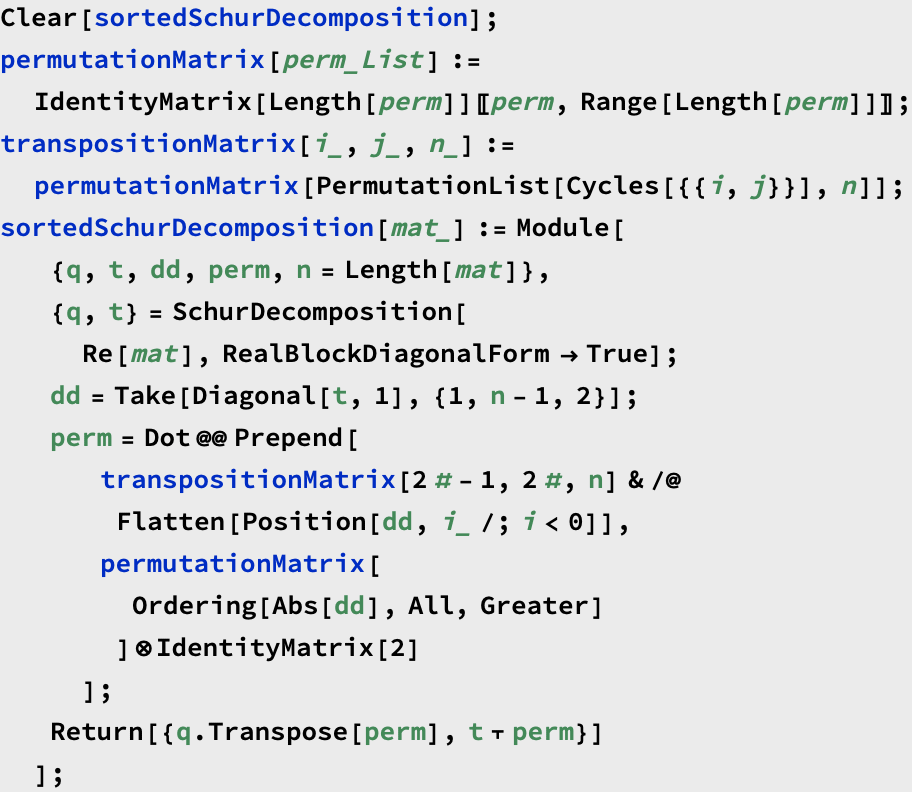 Clear[sortedSchurDecomposition];
permutationMatrix[perm_List] :=
IdentityMatrix[Length[perm]]⟦perm, Range[Length[perm]]⟧;
transpositionMatrix[i_, j_, n_] :=
permutationMatrix[PermutationList[Cycles[{{i, j}}], n]];
sortedSchurDecomposition[mat_] := Module[
{q, t, dd, perm, n = Length[mat]},
{q, t} = SchurDecomposition[
Re[mat], RealBlockDiagonalForm → True];
dd = Take[Diagonal[t, 1], {1, n - 1, 2}];
perm = Dot @@ Prepend[
transpositionMatrix[2 # - 1, 2 #, n] & /@
Flatten[Position[dd, i_ /; i < 0]],
permutationMatrix[
Ordering[Abs[dd], All, Greater]
]⊗IdentityMatrix[2]
];
Return[{q.Transpose[perm], t ⊤ perm}]
];